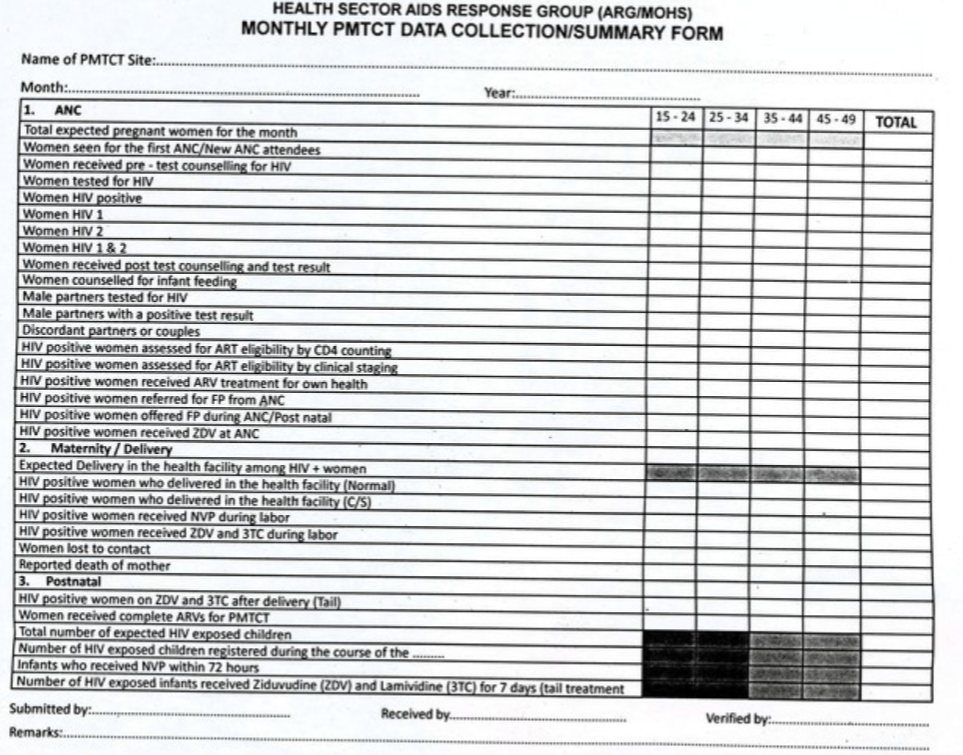 HEALTH SECTOR AIDS RESPONSE GROUP (ARG/MOHS)
MONTHLY PMTCT DATA COLLECTION/SUMMARY FORM
Name of PMTCT Site:
Month: Year:
1. ANC 15 - 24 25 - 34 35 - 44 45 - 49 TOTAL
Total expected pregnant women for the month
Women seen for the first ANC/New ANC attendees
Women received pre - test counselling for HIV
Women tested for HIV
Women HIV positive
Women HIV 1
Women HIV 2
Women HIV 1 & 2
Women received post test counselling and test result
Women counselled for infant feeding
Male partners tested for HIV
Male partners with a positive test result
Discordant partners or couples
HIV positive women assessed for ART eligibility by CD4 counting
HIV positive women assessed for ART eligibility by clinical staging
HIV positive women received ARV treatment for own health
HIV positive women referred for FP from ANC
HIV positive women offered FP during ANC/Post natal
HIV positive women received ZDV at ANC
2. Maternity / Delivery
Expected Delivery in the health facility among HIV + women
HIV positive women who delivered in the health facility (Normal)
HIV positive women who delivered in the health facility (C/S)
HIV positive women received NVP during labor
HIV positive women received ZDV and 3TC during labor
Women lost to contact
Reported death of mother
3. Postnatal
HIV positive women on ZDV and 3TC after delivery (Tail)
Women received complete ARVs for PMTCT
Total number of expected HIV exposed children
Number of HIV exposed children registered during the course of the .........
Infants who received NVP within 72 hours
Number of HIV exposed infants received Ziduvudine (ZDV) and Lamividine (3TC) for 7 days (tail treatment
Submitted by: Received by Verified by:
Remarks: